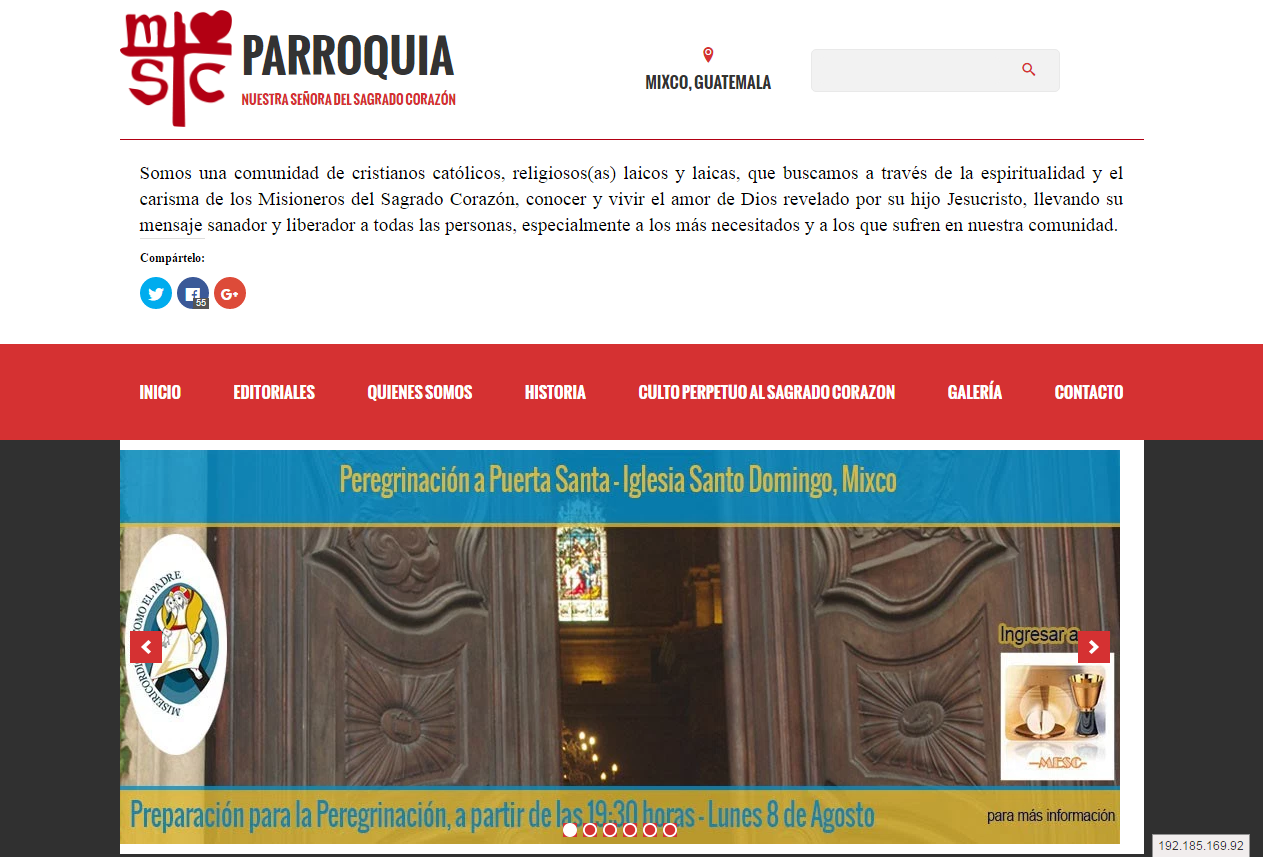 msc
PARROQUIA
NUESTRA SEÑORA DEL SAGRADO CORAZÓN
MIXCO, GUATEMALA
Somos una comunidad de cristianos católicos, religiosos(as) laicos y laicas, que buscamos a través de la espiritualidad y el
carisma de los Misioneros del Sagrado Corazón, conocer y vivir el amor de Dios revelado por su hijo Jesucristo, llevando su
mensaje sanador y liberador a todas las personas, especialmente a los más necesitados y a los que sufren en nuestra comunidad.
Compártelo:
55
G+
INICIO EDITORIALES QUIENES SOMOS HISTORIA CULTO PERPETUO AL SAGRADO CORAZON GALERÍA CONTACTO
Peregrinación a Puerta Santa - Iglesia Santo Domingo, Mixco
EL PADRE
Ingresar a
MESC
Preparación para la Peregrinación, a partir de las 19:30 horas - Lunes 8 de Agosto
para más información
192.185.169.92